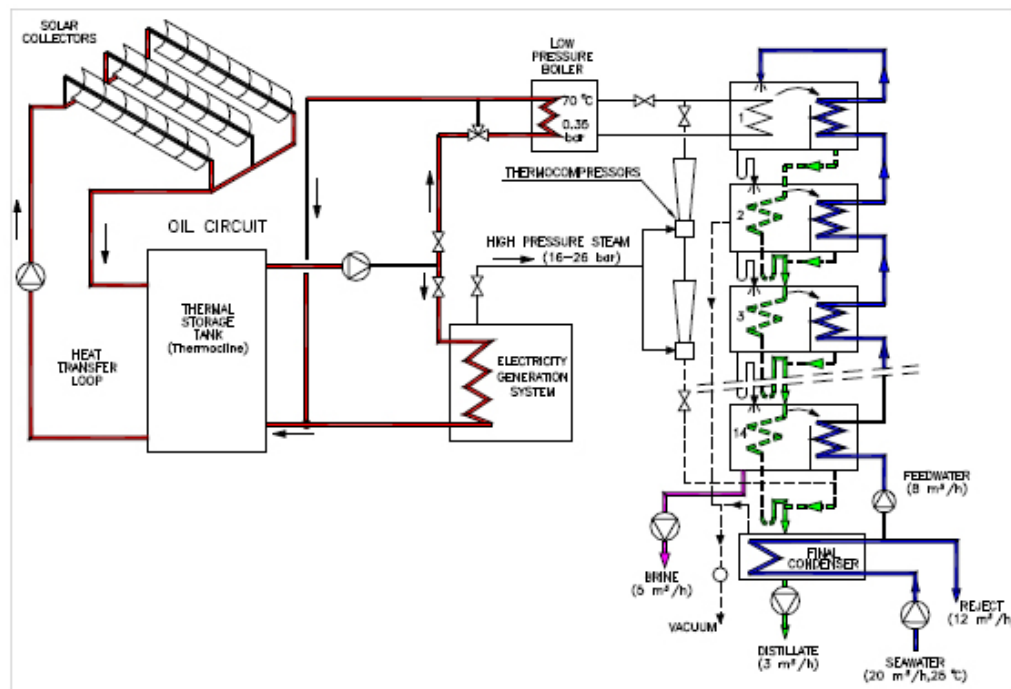 SOLAR
COLLECTORS
LOW
PRESSURE
BOILER
70 °C
0.35
bar
1
THERMOCOMPRESSORS
2
OIL CIRCUIT
HIGH PRESSURE STEAM
(16-26 bar)
3
THERMAL
STORAGE
TANK
(Thermocline)
HEAT
TRANSFER
LOOP
ELECTRICITY
GENERATION
SYSTEM
14
FEEDWATER
(8 m³/h)
FINAL
CONDENSER
BRINE
(5 m³/h)
REJECT
(12 m³/h)
VACUUM
DISTILLATE
(3 m³/h)
SEAWATER
(20 m³/h,25 °C)